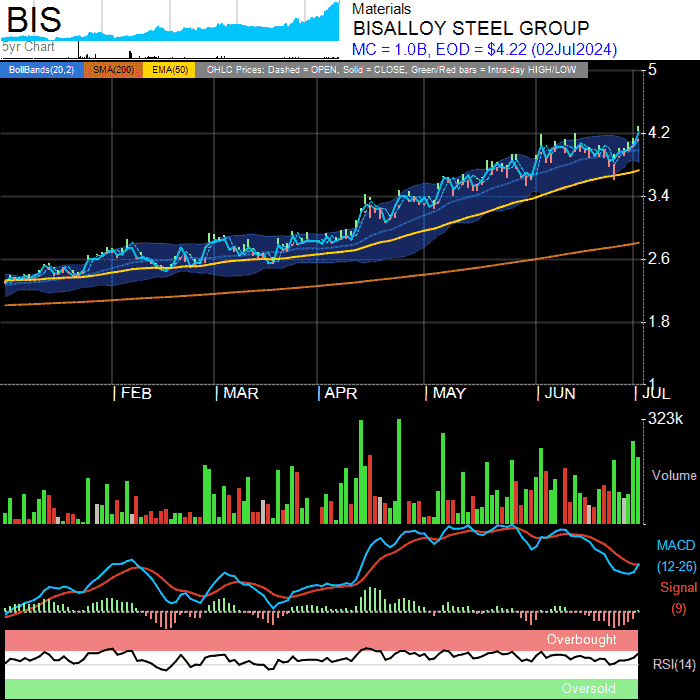 BIS
5yr Chart
Materials
BISALLOY STEEL GROUP
MC = 1.0B, EOD = $4.22 (02Jul2024)
BollBands(20,2) SMA(200) EMA(50) OHLC Prices: Dashed = OPEN, Solid = CLOSE, Green/Red bars = Intra-day HIGH/LOW
5
4.2
3.4
2.6
1.8
1
FEB MAR APR MAY JUN JUL
323k
Volume
MACD
(12-26)
Signal
(9)
Overbought
RSI(14)
Oversold